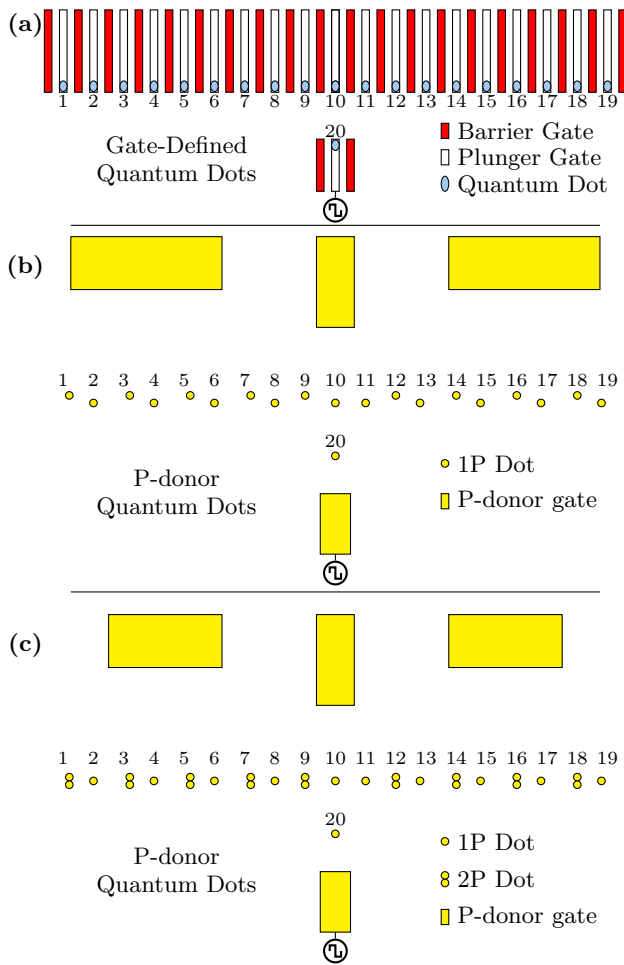 (a)
1 2 3 4 5 6 7 8 9 10 11 12 13 14 15 16 17 18 19
20
Gate-Defined
Quantum Dots
Barrier Gate
Plunger Gate
Quantum Dot
(b)
1 2 3 4 5 6 7 8 9 10 11 12 13 14 15 16 17 18 19
20
P-donor
Quantum Dots
1P Dot
P-donor gate
(c)
1 2 3 4 5 6 7 8 9 10 11 12 13 14 15 16 17 18 19
20
P-donor
Quantum Dots
1P Dot
2P Dot
P-donor gate